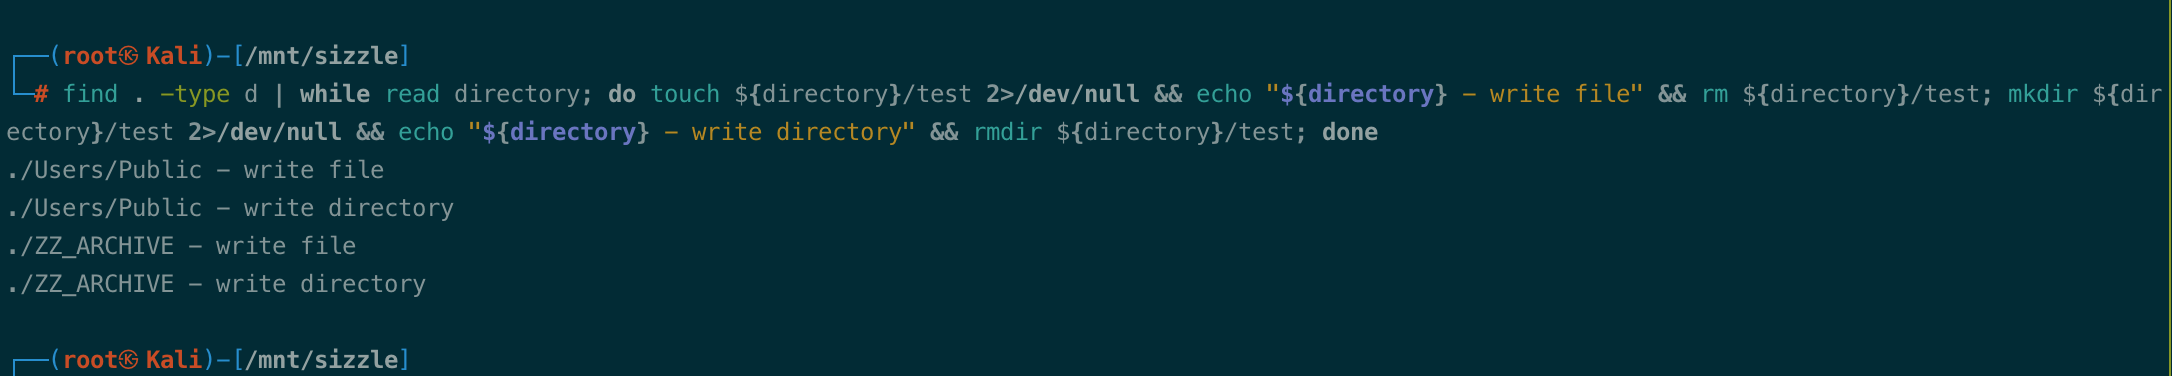 ┌──(root㉿Kali)-[/mnt/sizzle]
└─# find . -type d | while read directory; do touch ${directory}/test 2>/dev/null && echo "${directory} - write file" && rm ${directory}/test; mkdir ${dir
ectory}/test 2>/dev/null && echo "${directory} - write directory" && rmdir ${directory}/test; done
./Users/Public - write file
./Users/Public - write directory
./ZZ_ARCHIVE - write file
./ZZ_ARCHIVE - write directory
┌──(root㉿Kali)-[/mnt/sizzle]